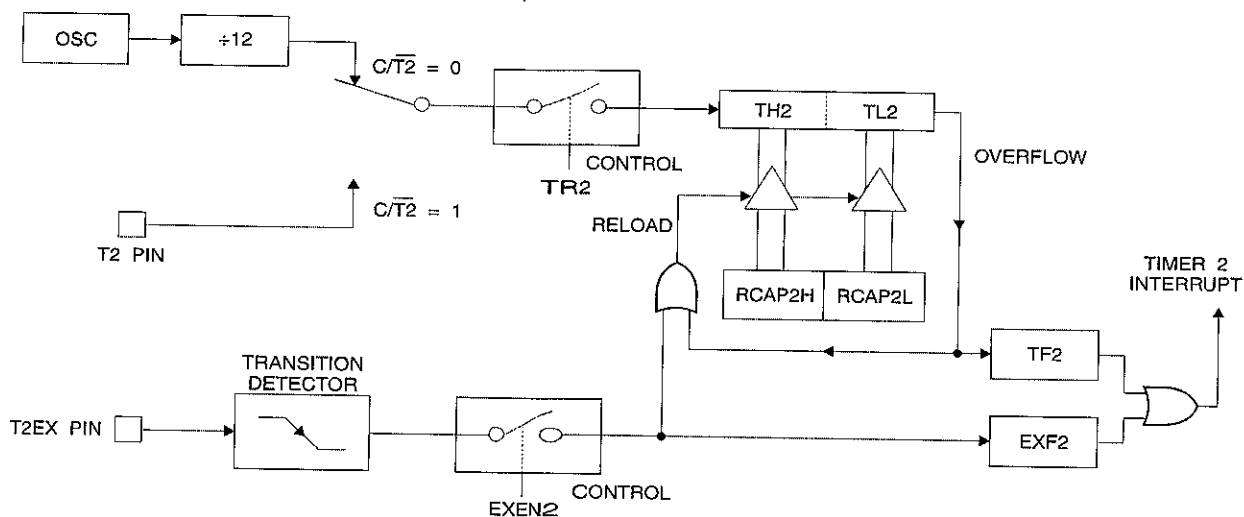 OSC
÷12
C/T2̅ = 0
TH2
TL2
CONTROL
TR2
OVERFLOW
C/T2̅ = 1
T2 PIN
RELOAD
RCAP2H
RCAP2L
TIMER 2
INTERRUPT
TF2
TRANSITION
DETECTOR
T2EX PIN
EXF2
CONTROL
EXEN2